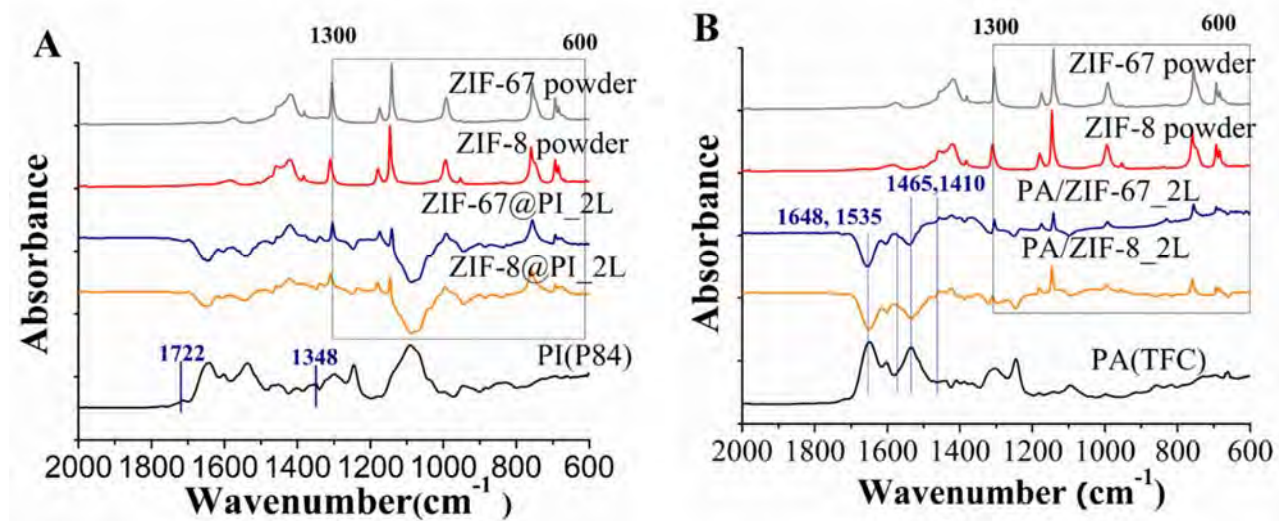 A
1300
600
ZIF-67 powder
ZIF-8 powder
ZIF-67@PI_2L
ZIF-8@PI_2L
PI(P84)
1722
1348
Absorbance
2000 1800 1600 1400 1200 1000 800 600
Wavenumber(cm⁻¹)
B
1300
600
ZIF-67 powder
ZIF-8 powder
1465,1410
PA/ZIF-67_2L
1648, 1535
PA/ZIF-8_2L
PA(TFC)
Absorbance
2000 1800 1600 1400 1200 1000 800 600
Wavenumber (cm⁻¹)